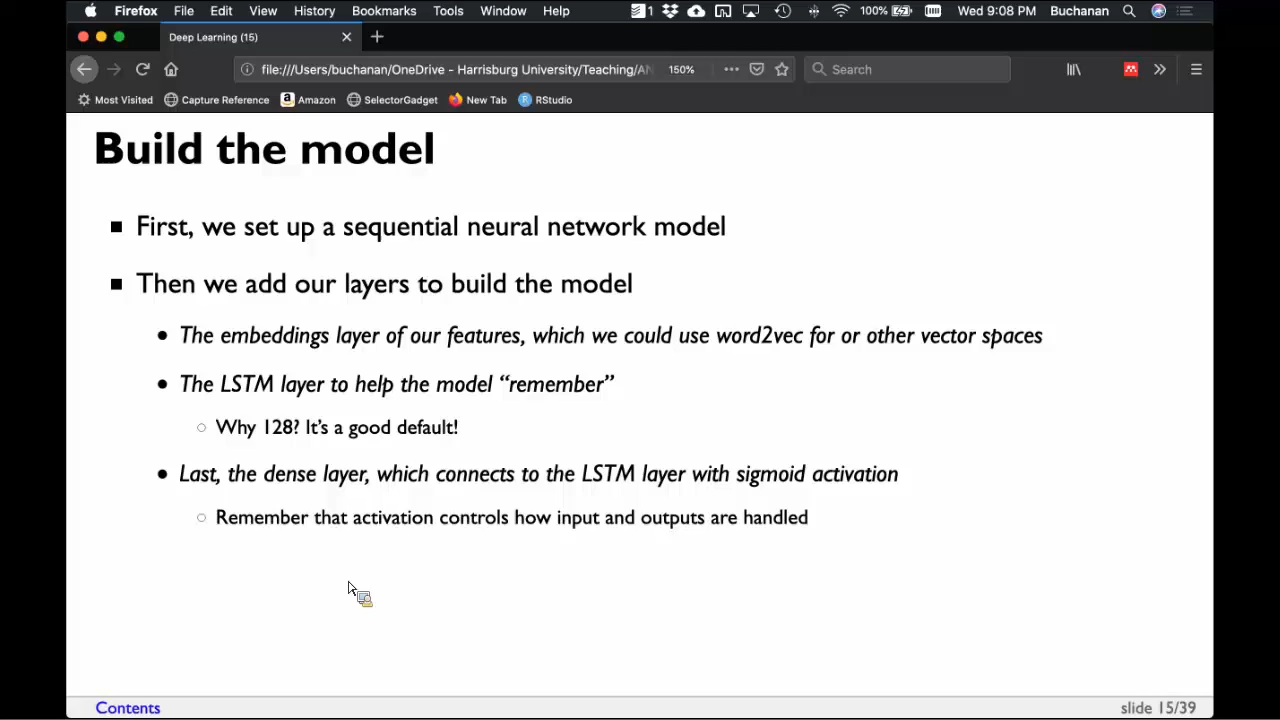 Firefox File Edit View History Bookmarks Tools Window Help 1 100% Wed 9:08 PM Buchanan
Deep Learning (15)
file:///Users/buchanan/OneDrive - Harrisburg University/Teaching/AN 150% Search
Most Visited Capture Reference Amazon SelectorGadget New Tab RStudio
Build the model
First, we set up a sequential neural network model
Then we add our layers to build the model
The embeddings layer of our features, which we could use word2vec for or other vector spaces
The LSTM layer to help the model “remember”
Why 128? It’s a good default!
Last, the dense layer, which connects to the LSTM layer with sigmoid activation
Remember that activation controls how input and outputs are handled
Contents slide 15/39